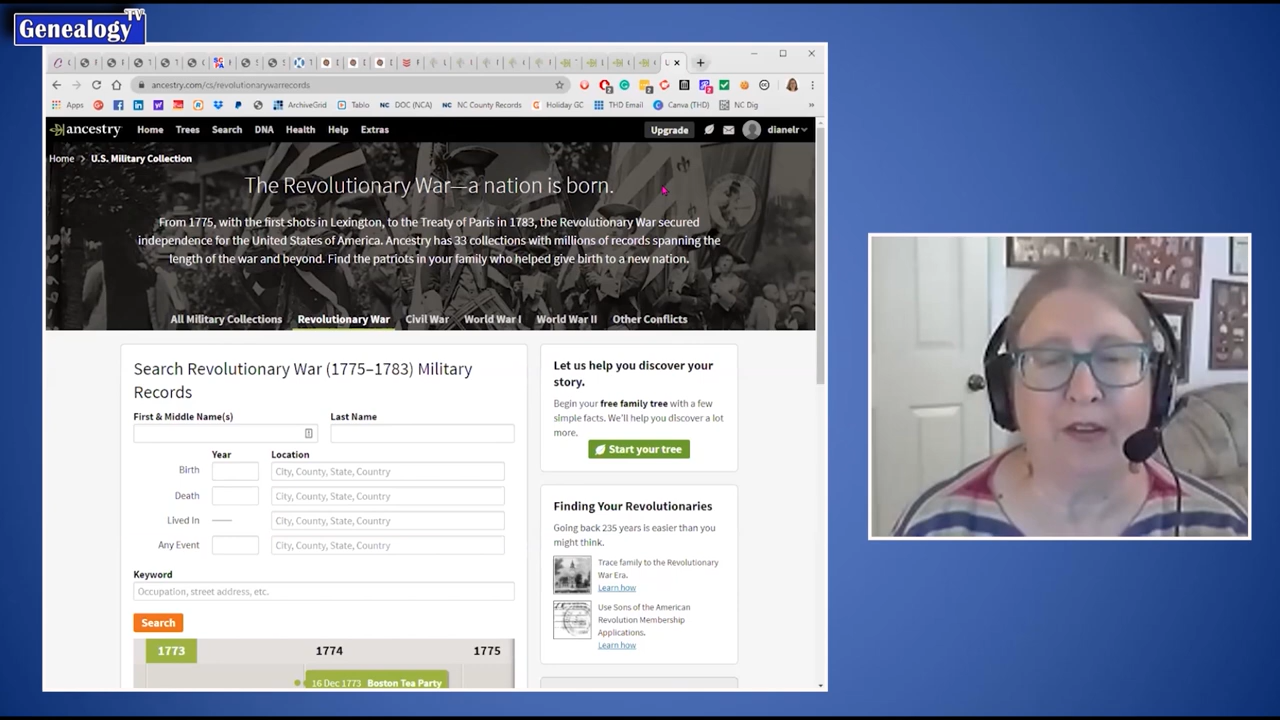 Genealogy TV
ancestry.com/cs/revolutionarywarrecords
Apps
ArchiveGrid
Tablo
NC DOC (NCA)
NC NC County Records
Holiday GC
THD Email
Canva (THD)
NC Dig
»
ancestry Home Trees Search DNA Health Help Extras Upgrade dianelr
Home > U.S. Military Collection
The Revolutionary War—a nation is born.
From 1775, with the first shots in Lexington, to the Treaty of Paris in 1783, the Revolutionary War secured
independence for the United States of America. Ancestry has 33 collections with millions of records spanning the
length of the war and beyond. Find the patriots in your family who helped give birth to a new nation.
All Military Collections Revolutionary War Civil War World War I World War II Other Conflicts
Search Revolutionary War (1775–1783) Military
Records
First & Middle Name(s) Last Name
Year Location
Birth City, County, State, Country
Death City, County, State, Country
Lived In City, County, State, Country
Any Event City, County, State, Country
Keyword
Occupation, street address, etc.
Search
1773 1774 1775
16 Dec 1773 Boston Tea Party
Let us help you discover your
story.
Begin your free family tree with a few
simple facts. We'll help you discover a lot
more.
Start your tree
Finding Your Revolutionaries
Going back 235 years is easier than you
might think.
Trace family to the Revolutionary
War Era.
Learn how
Use Sons of the American
Revolution Membership
Applications.
Learn how